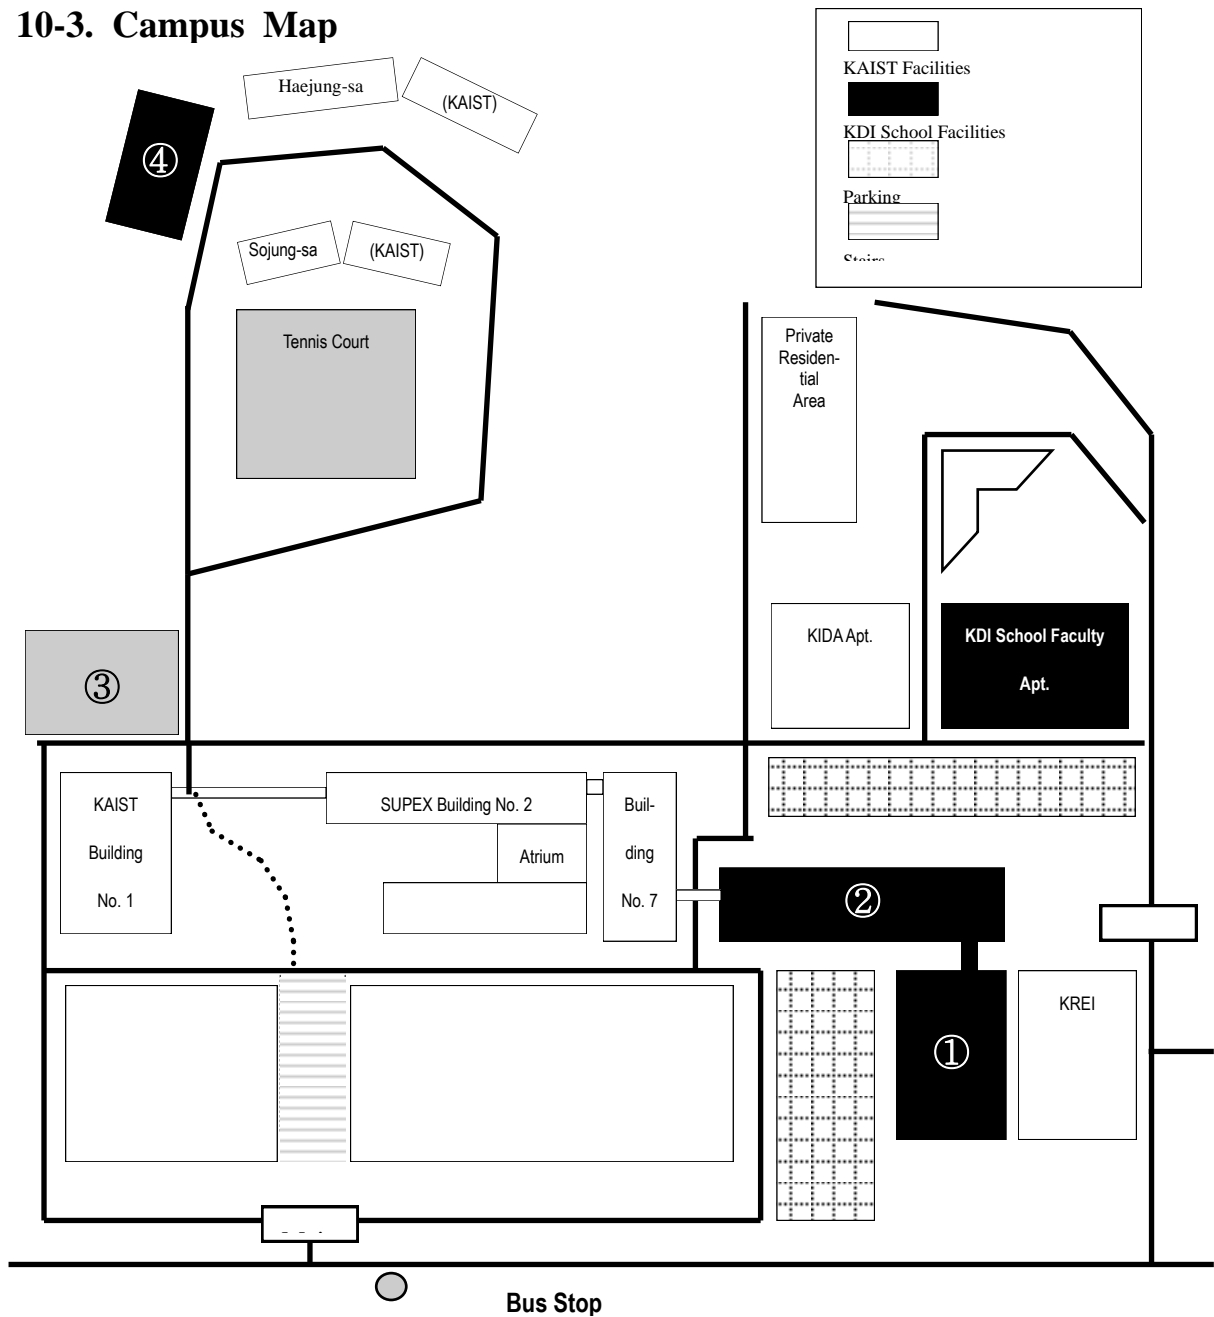 10-3. Campus Map
KAIST Facilities
KDI School Facilities
Parking
Stairs
Haejung-sa
(KAIST)
④
Sojung-sa
(KAIST)
Tennis Court
Private
Residen-
tial
Area
KIDA Apt.
KDI School Faculty
Apt.
③
KAIST
Building
No. 1
SUPEX Building No. 2
Atrium
Buil-
ding
No. 7
②
①
KREI
Bus Stop